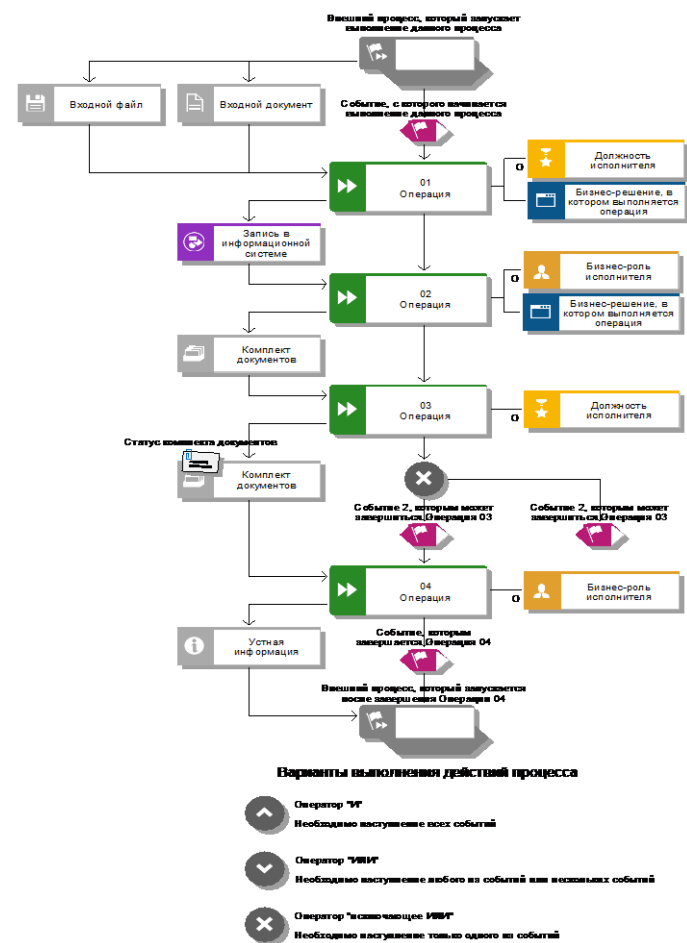 Внешний процесс, который запускает
выполнение данного процесса
Входной файл
Входной документ
Событие, с которого начинается
выполнение данного процесса
01
Операция
О
Должность
исполнителя
Бизнес-решение, в
котором выполняется
операция
Запись в
информационной
системе
02
Операция
О
Бизнес-роль
исполнителя
Бизнес-решение, в
котором выполняется
операция
Комплект
документов
03
Операция
О
Должность
исполнителя
Статус комплекта документов
Комплект
документов
Событие 2, которым может
завершиться Операция 03
Событие 2, которым может
завершиться Операция 03
04
Операция
О
Бизнес-роль
исполнителя
Устная
информация
Событие, которым
завершается Операция 04
Внешний процесс, который запускается
после завершения Операции 04
Варианты выполнения действий процесса
Оператор "И"
Необходимо наступление всех событий
Оператор "ИЛИ"
Необходимо наступление любого из событий или нескольких событий
Оператор "исключающее ИЛИ"
Необходимо наступление только одного из событий